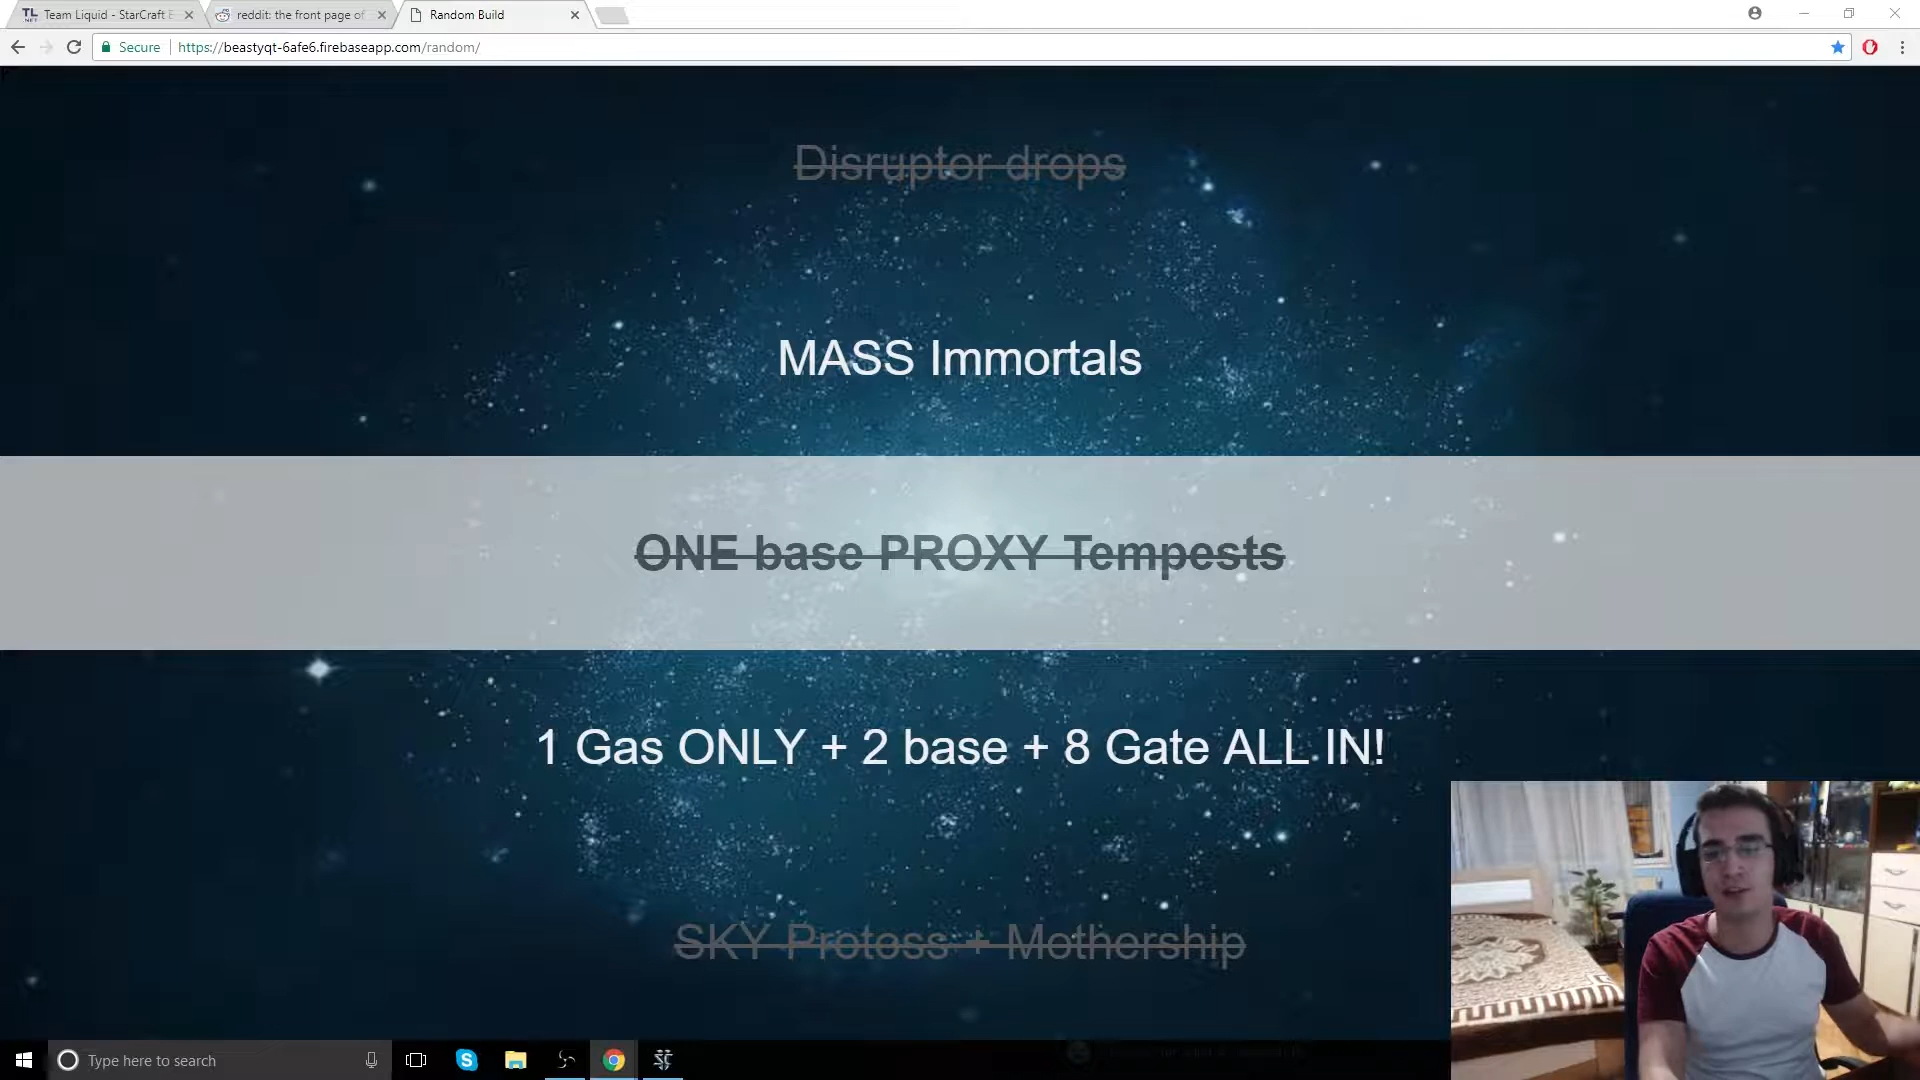 TL Team Liquid - StarCraft
reddit: the front page of
Random Build
Secure
https://beastyqt-6afe6.firebaseapp.com/random/
Disruptor drops
MASS Immortals
ONE base PROXY Tempests
1 Gas ONLY + 2 base + 8 Gate ALL IN!
SKY Protoss + Mothership
Type here to search